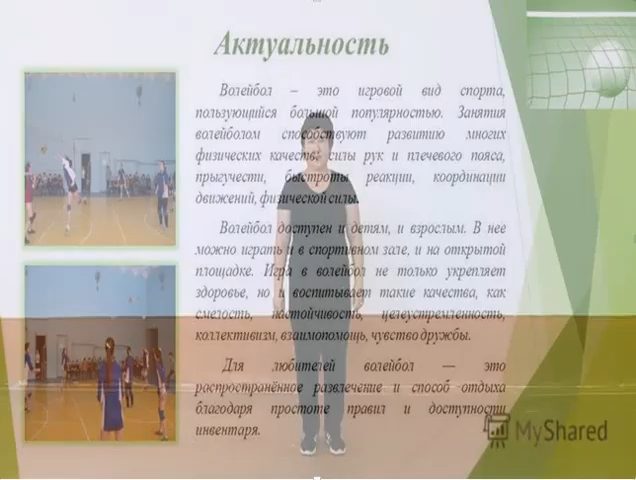 Актуальность
Волейбол – это игровой вид спорта,
пользующийся большой популярностью. Занятия
волейболом способствуют развитию многих
физических качеств: силы рук и плечевого пояса,
прыгучести, быстроты реакции, координации
движений, физической силы.
Волейбол доступен и детям, и взрослым. В нее
можно играть и в спортивном зале, и на открытой
площадке. Игра в волейбол не только укрепляет
здоровье, но и воспитывает такие качества, как
смелость, настойчивость, целеустремленность,
коллективизм, взаимопомощь, чувство дружбы.
Для любителей волейбол — это
распространённое развлечение и способ отдыха
благодаря простоте правил и доступности
инвентаря.
MyShared